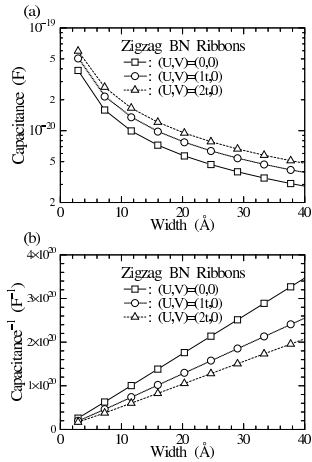 (a)
10⁻¹⁹
Zigzag BN Ribbons
: (U,V)=(0,0)
: (U,V)=(1t,0)
: (U,V)=(2t,0)
5
2
10⁻²⁰
5
2
Capacitance (F)
0 10 20 30 40
Width (Å)
(b)
4×10²⁰
Zigzag BN Ribbons
: (U,V)=(0,0)
: (U,V)=(1t,0)
: (U,V)=(2t,0)
3×10²⁰
2×10²⁰
1×10²⁰
0
Capacitance⁻¹ (F⁻¹)
0 10 20 30 40
Width (Å)